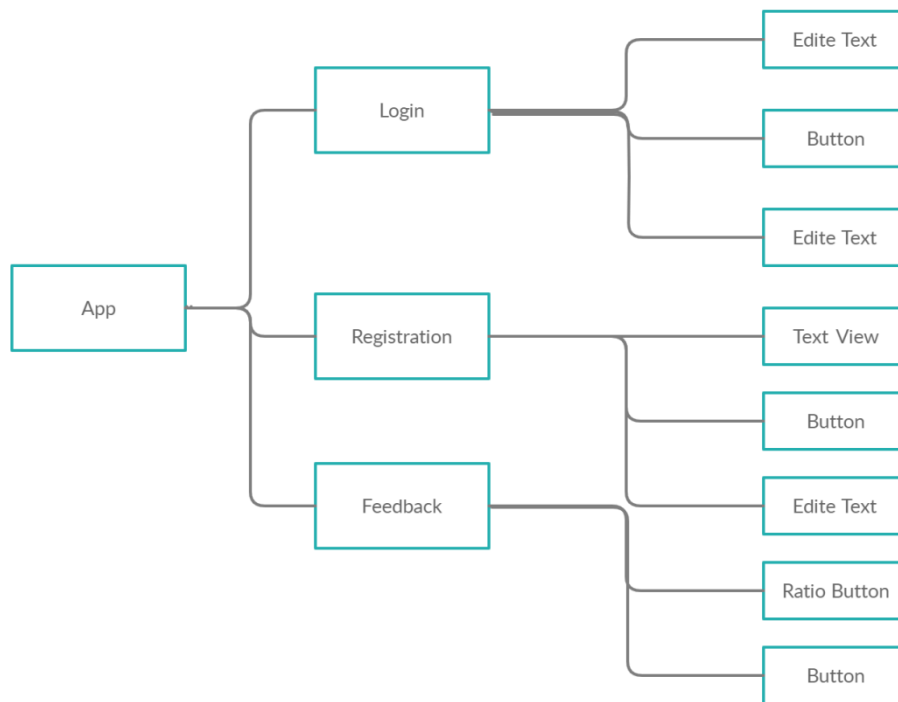 App
Login
Edite Text
Button
Edite Text
Registration
Text View
Button
Edite Text
Feedback
Ratio Button
Button